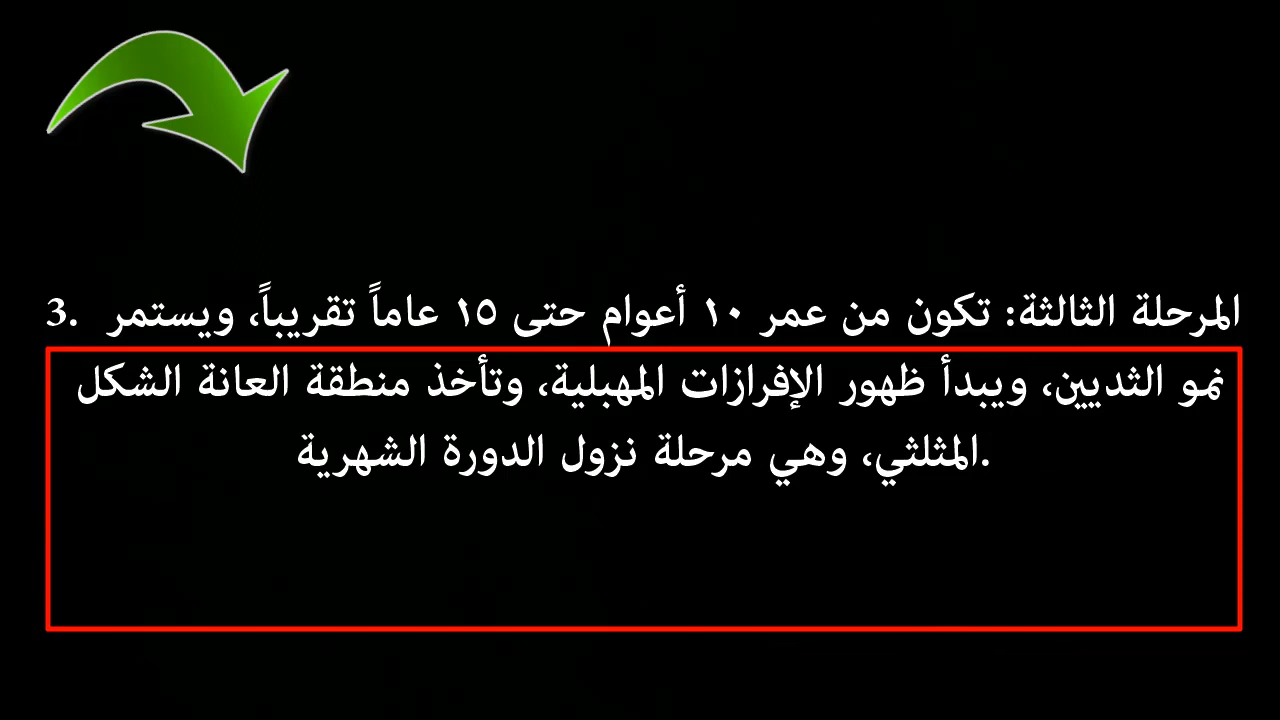 3. المرحلة الثالثة: تكون من عمر ١٠ أعوام حتى ١٥ عاماً تقريباً، ويستمر
نمو الثديين، ويبدأ ظهور الإفرازات المهبلية، وتأخذ منطقة العانة الشكل
المثلثي، وهي مرحلة نزول الدورة الشهرية.